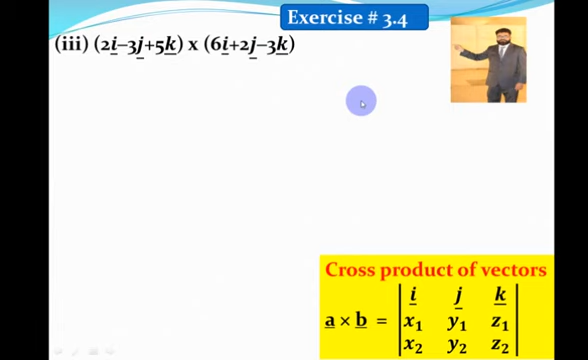 Exercise # 3.4
(iii) (2i−3j+5k) x (6i+2j−3k)
Cross product of vectors
a × b = | i j k |
| x₁ y₁ z₁ |
| x₂ y₂ z₂ |